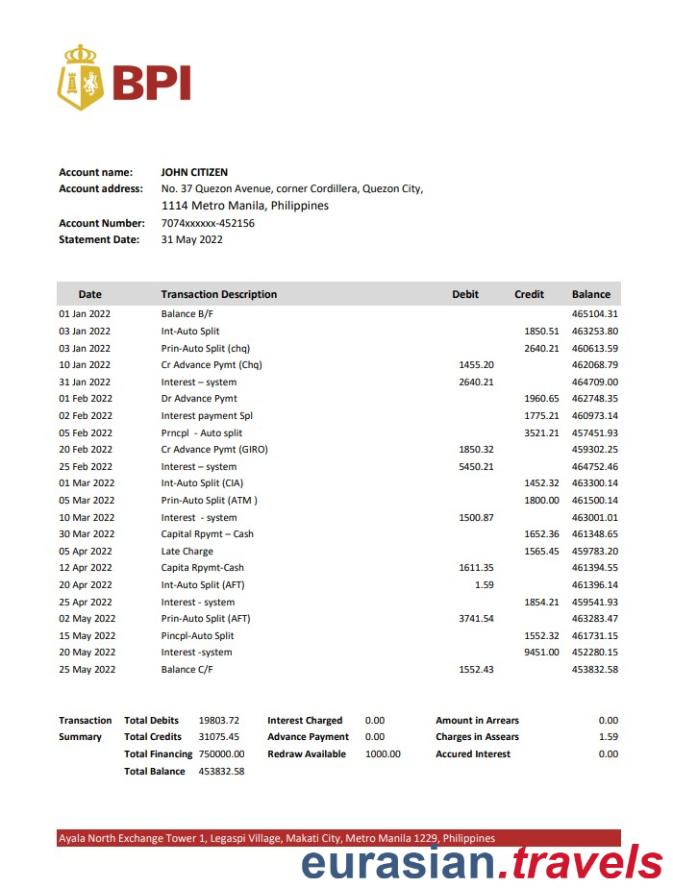 BPI
Account name: JOHN CITIZEN
Account address: No. 37 Quezon Avenue, corner Cordillera, Quezon City,
1114 Metro Manila, Philippines
Account Number: 7074xxxxxx-452156
Statement Date: 31 May 2022
Date Transaction Description Debit Credit Balance
01 Jan 2022 Balance B/F 465104.31
03 Jan 2022 Int-Auto Split 1850.51 463253.80
03 Jan 2022 Prin-Auto Split (chq) 2640.21 460613.59
10 Jan 2022 Cr Advance Pymt (Chq) 1455.20 462068.79
31 Jan 2022 Interest – system 2640.21 464709.00
01 Feb 2022 Dr Advance Pymt 1960.65 462748.35
02 Feb 2022 Interest payment Spl 1775.21 460973.14
05 Feb 2022 Prncpl - Auto split 3521.21 457451.93
20 Feb 2022 Cr Advance Pymt (GIRO) 1850.32 459302.25
25 Feb 2022 Interest – system 5450.21 464752.46
01 Mar 2022 Int-Auto Split (CIA) 1452.32 463300.14
05 Mar 2022 Prin-Auto Split (ATM ) 1800.00 461500.14
10 Mar 2022 Interest - system 1500.87 463001.01
30 Mar 2022 Capital Rpymt – Cash 1652.36 461348.65
05 Apr 2022 Late Charge 1565.45 459783.20
12 Apr 2022 Capita Rpymt-Cash 1611.35 461394.55
20 Apr 2022 Int-Auto Split (AFT) 1.59 461396.14
25 Apr 2022 Interest - system 1854.21 459541.93
02 May 2022 Prin-Auto Split (AFT) 3741.54 463283.47
15 May 2022 Pincpl-Auto Split 1552.32 461731.15
20 May 2022 Interest -system 9451.00 452280.15
25 May 2022 Balance C/F 1552.43 453832.58
Transaction Total Debits 19803.72 Interest Charged 0.00 Amount in Arrears 0.00
Summary Total Credits 31075.45 Advance Payment 0.00 Charges in Assears 1.59
Total Financing 750000.00 Redraw Available 1000.00 Accured Interest 0.00
Total Balance 453832.58
Ayala North Exchange Tower 1, Legaspi Village, Makati City, Metro Manila 1229, Philippines
eurasian.travels